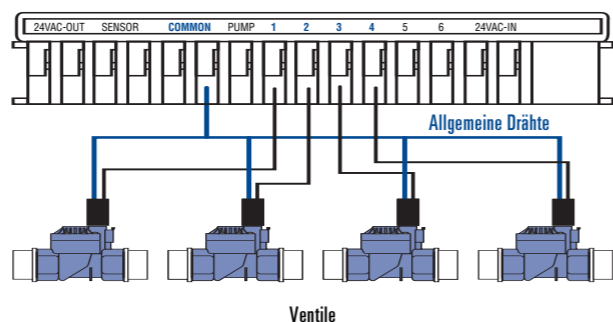 24VAC-OUT SENSOR COMMON PUMP 1 2 3 4 5 6 24VAC-IN
Allgemeine Drähte
Ventile